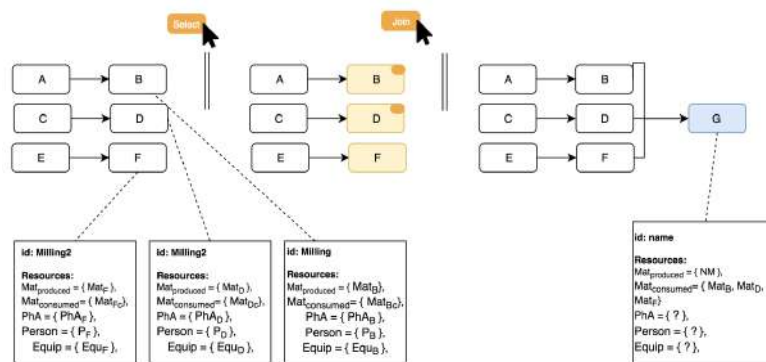 Select
Join
A
B
A
B
A
B
C
D
C
D
C
D
G
E
F
E
F
E
F
id: Milling2
Resources:
Matproduced = { MatF},
Matconsumed= { MatFc},
PhA = { PhAF},
Person = { PF},
Equip = { EquF},
id: Milling2
Resources:
Matproduced = { MatD},
Matconsumed= { MatDc},
PhA = { PhAD},
Person = { PD},
Equip = { EquD},
id: Milling
Resources:
Matproduced = { MatB},
Matconsumed= { MatBc},
PhA = { PhAB},
Person = { PB},
Equip = { EquB},
id: name
Resources:
Matproduced = { NM},
Matconsumed= { MatB, MatD,
MatF}
PhA = { ?},
Person = { ?},
Equip = { ?},